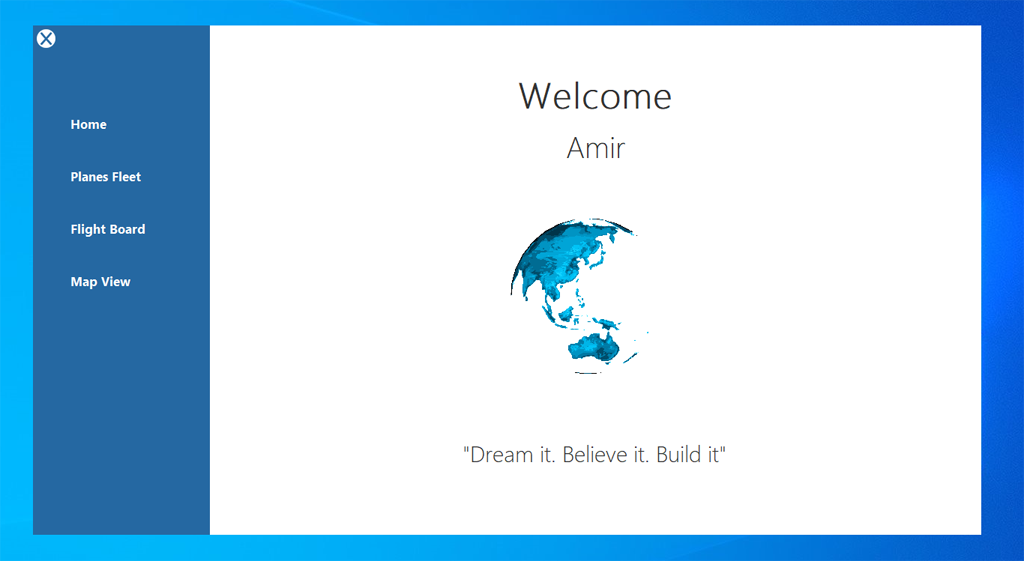 Home
Planes Fleet
Flight Board
Map View
Welcome
Amir
"Dream it. Believe it. Build it"